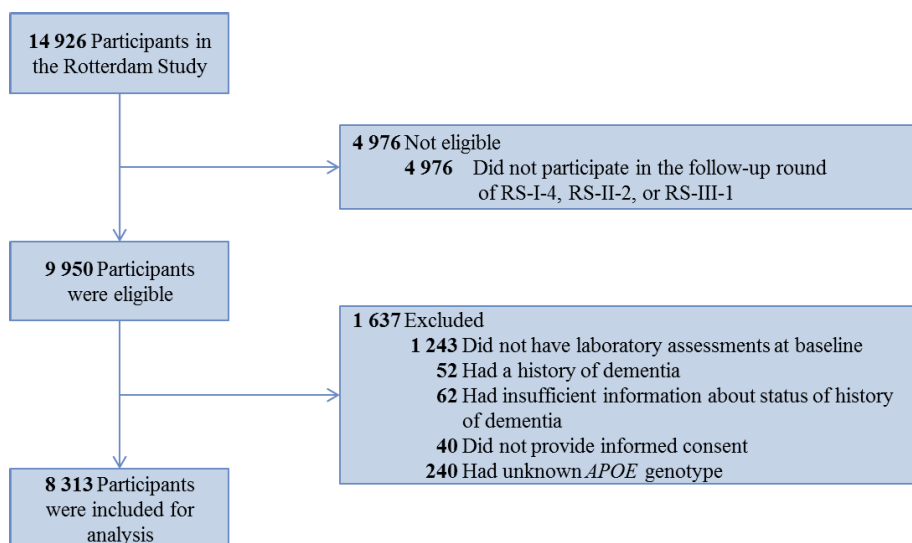 14 926 Participants in
the Rotterdam Study
4 976 Not eligible
4 976 Did not participate in the follow-up round
of RS-I-4, RS-II-2, or RS-III-1
9 950 Participants
were eligible
1 637 Excluded
1 243 Did not have laboratory assessments at baseline
52 Had a history of dementia
62 Had insufficient information about status of history
of dementia
40 Did not provide informed consent
240 Had unknown APOE genotype
8 313 Participants
were included for
analysis